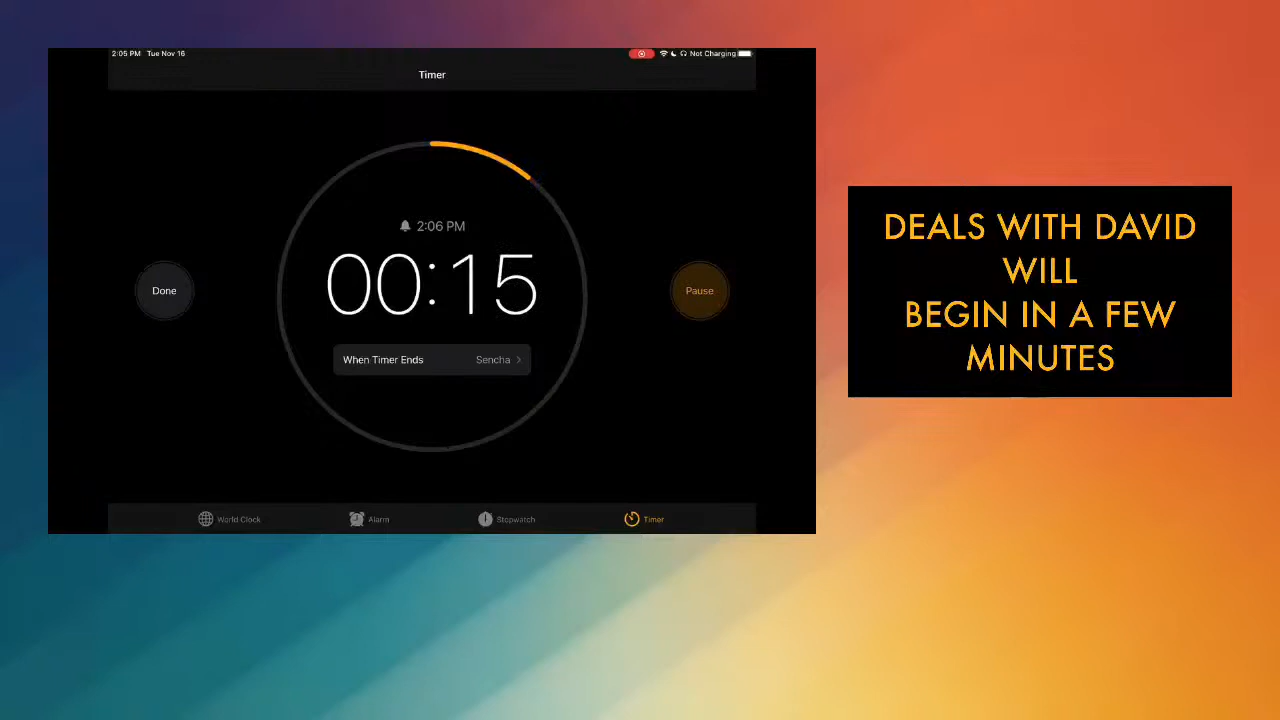 2:05 PM Tue Nov 16
Not Charging
Timer
2:06 PM
00:15
Done
Pause
When Timer Ends Sencha
World Clock
Alarm
Stopwatch
Timer
DEALS WITH DAVID
WILL
BEGIN IN A FEW
MINUTES